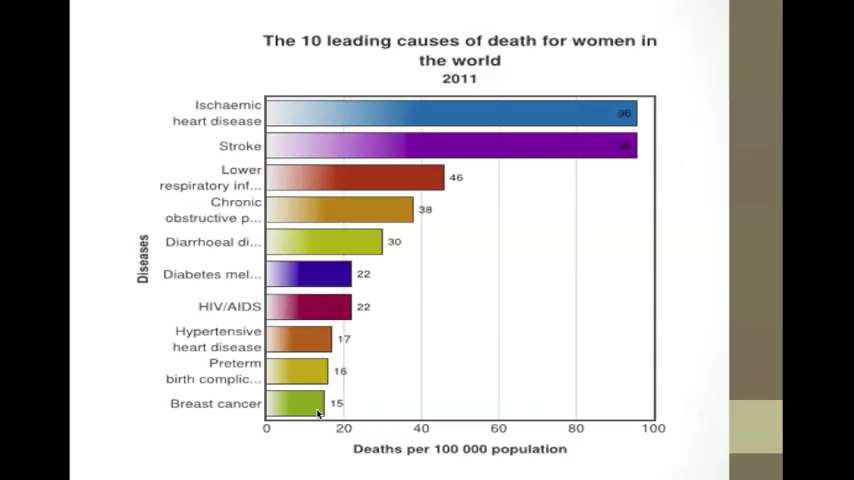 The 10 leading causes of death for women in
the world
2011
Ischaemic
heart disease
96
Stroke
Lower
respiratory inf...
46
Chronic
obstructive p...
38
Diarrhoeal di...
30
Diabetes mel...
22
HIV/AIDS
22
Hypertensive
heart disease
17
Preterm
birth complic...
16
Breast cancer
15
Diseases
0 20 40 60 80 100
Deaths per 100 000 population